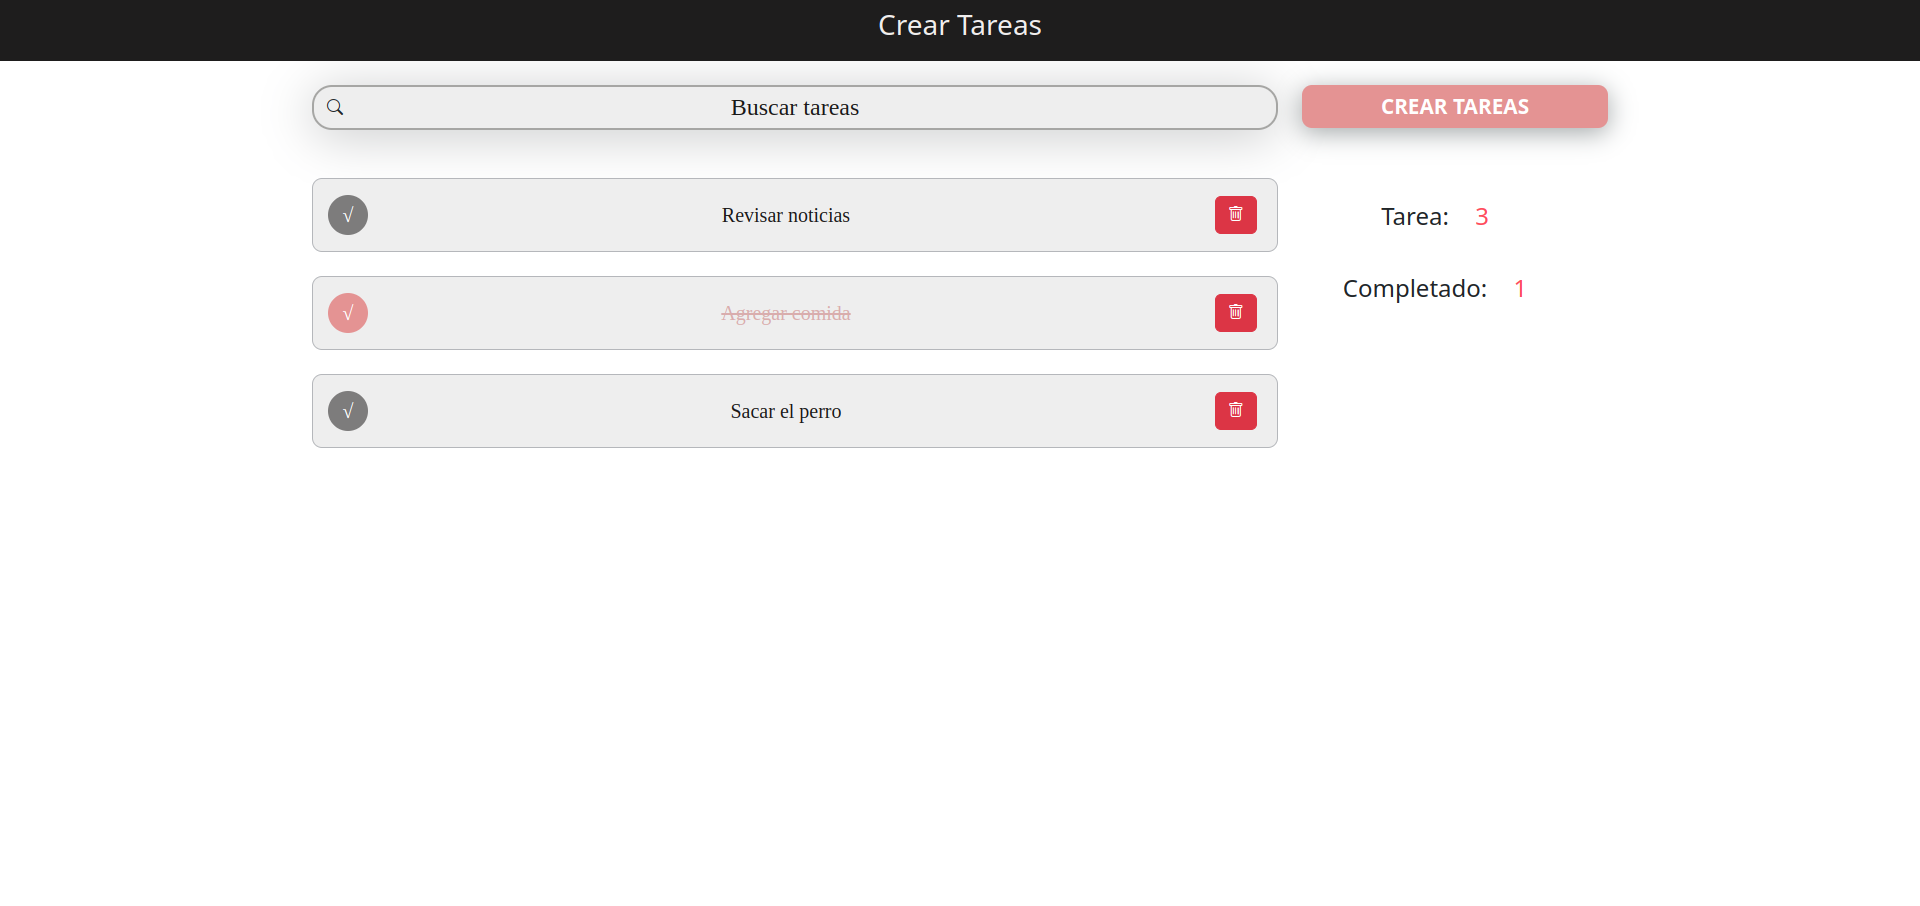 Crear Tareas
Buscar tareas
CREAR TAREAS
√ Revisar noticias
√ Agregar comida
√ Sacar el perro
Tarea: 3
Completado: 1